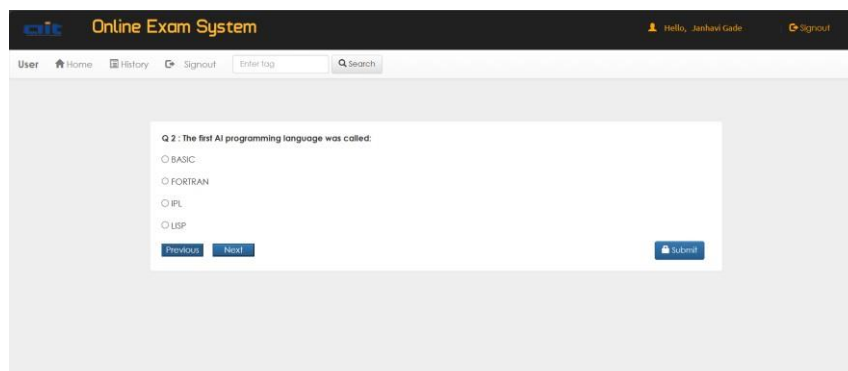 ait Online Exam System Hello, Janhavi Gade Signout
User Home History Signout Enter tag Search
Q 2 : The first AI programming language was called:
BASIC
FORTRAN
IPL
LISP
Previous Next Submit